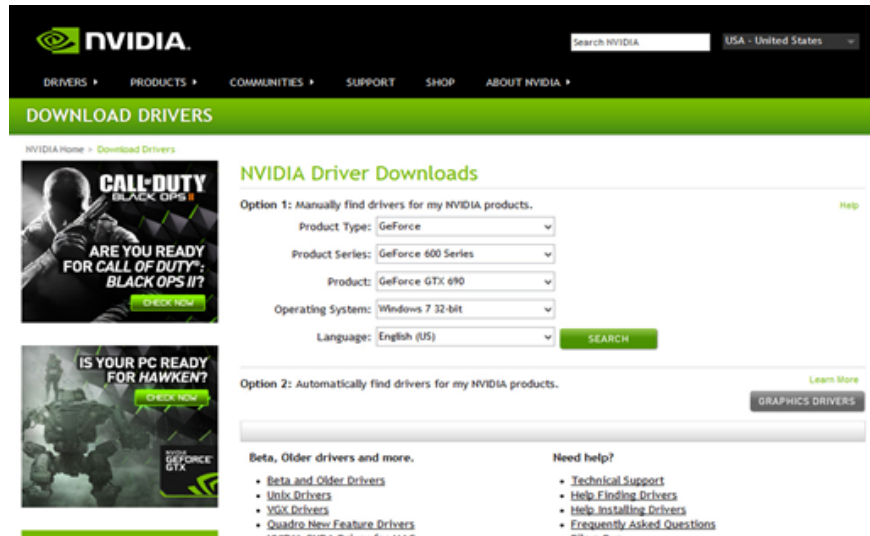 NVIDIA.
Search NVIDIA
USA - United States
DRIVERS
PRODUCTS
COMMUNITIES
SUPPORT
SHOP
ABOUT NVIDIA
DOWNLOAD DRIVERS
NVIDIA Home > Download Drivers
CALL·DUTY
BLACK OPS II
ARE YOU READY
FOR CALL OF DUTY®:
BLACK OPS II?
CHECK NOW
IS YOUR PC READY
FOR HAWKEN?
CHECK NOW
NVIDIA
GEFORCE
GTX
NVIDIA Driver Downloads
Option 1: Manually find drivers for my NVIDIA products.
Help
Product Type: GeForce
Product Series: GeForce 600 Series
Product: GeForce GTX 690
Operating System: Windows 7 32-bit
Language: English (US)
SEARCH
Option 2: Automatically find drivers for my NVIDIA products.
Learn More
GRAPHICS DRIVERS
Beta, Older drivers and more.
Beta and Older Drivers
Unix Drivers
VGX Drivers
Quadro New Feature Drivers
Need help?
Technical Support
Help Finding Drivers
Help Installing Drivers
Frequently Asked Questions